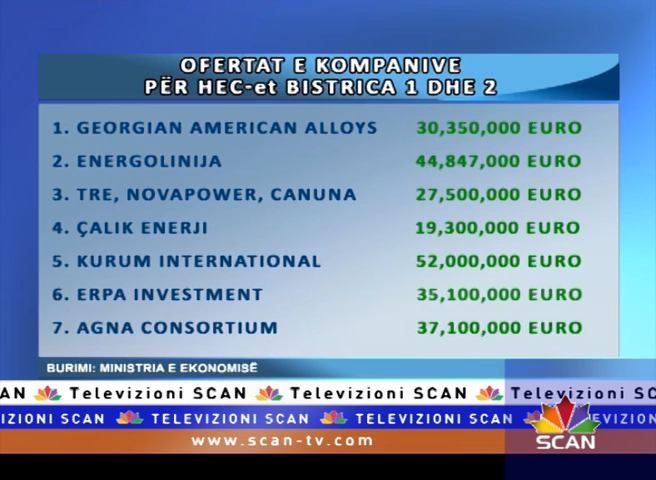 OFERTAT E KOMPANIVE
PËR HEC-et BISTRICA 1 DHE 2
1. GEORGIAN AMERICAN ALLOYS 30,350,000 EURO
2. ENERGOLINIJA 44,847,000 EURO
3. TRE, NOVAPOWER, CANUNA 27,500,000 EURO
4. ÇALIK ENERJI 19,300,000 EURO
5. KURUM INTERNATIONAL 52,000,000 EURO
6. ERPA INVESTMENT 35,100,000 EURO
7. AGNA CONSORTIUM 37,100,000 EURO
BURIMI: MINISTRIA E EKONOMISË
AN Televizioni SCAN Televizioni SCAN Televizioni SC
IZIONI SCAN TELEVIZIONI SCAN TELEVIZIONI SCAN EVIZIONI
www.scan-tv.com
SCAN